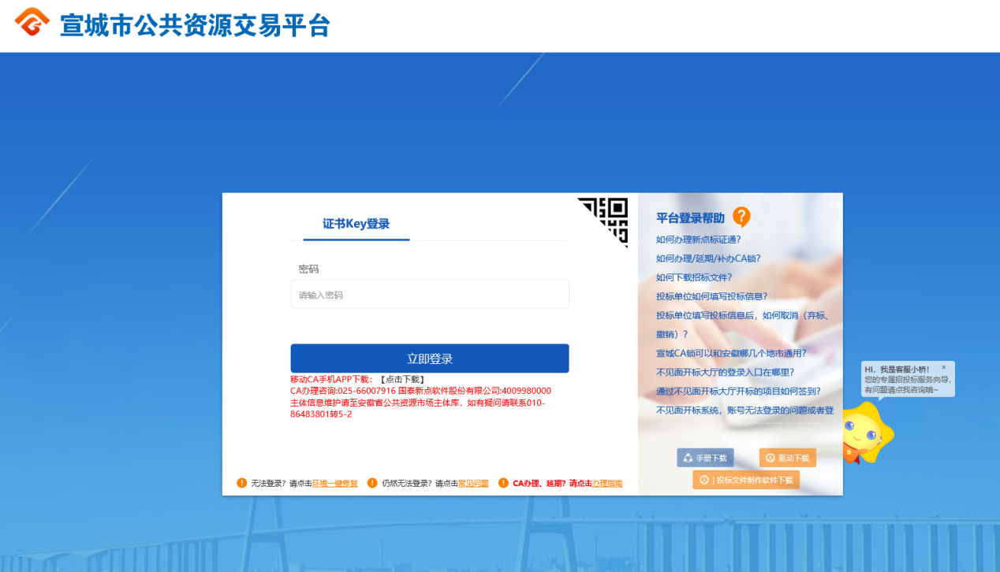 宣城市公共资源交易平台
证书Key登录
密码
请输入密码
立即登录
移动CA手机APP下载：【点击下载】
CA办理咨询:025-66007916 国泰新点软件股份有限公司:4009980000
主体信息维护请至安徽省公共资源市场主体库，如有疑问请联系010-
86483801转5-2
无法登录？请点击环境一键修复
仍然无法登录？请点击常见问题
CA办理、延期？请点击办理指南
平台登录帮助
如何办理新点标证通？
如何办理/延期/补办CA锁？
如何下载招标文件？
投标单位如何填写投标信息？
投标单位填写投标信息后，如何取消（弃标、
撤销）？
宣城CA锁可以和安徽哪几个地市通用？
不见面开标大厅的登录入口在哪里？
通过不见面开标大厅开标的项目如何签到？
不见面开标系统，账号无法登录的问题或者登
手册下载
驱动下载
| 投标文件制作软件下载
HI，我是客服小桥！ ×
您的专属招投标服务向导，
有问题请点我咨询哦~